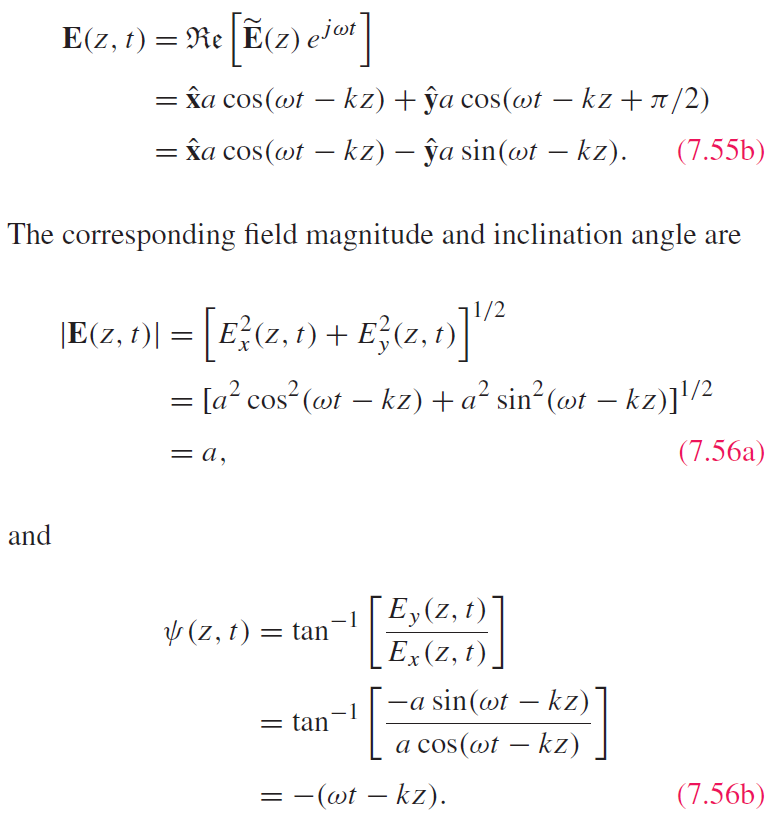 E(z, t) = ℜe [Ẽ(z) e^{jωt}]
= x̂a cos(ωt − kz) + ŷa cos(ωt − kz + π/2)
= x̂a cos(ωt − kz) − ŷa sin(ωt − kz). (7.55b)
The corresponding field magnitude and inclination angle are
|E(z, t)| = [E_x^2(z, t) + E_y^2(z, t)]^{1/2}
= [a^2 cos^2(ωt − kz) + a^2 sin^2(ωt − kz)]^{1/2}
= a, (7.56a)
and
ψ(z, t) = tan^{−1} [E_y(z, t) / E_x(z, t)]
= tan^{−1} [−a sin(ωt − kz) / a cos(ωt − kz)]
= −(ωt − kz). (7.56b)